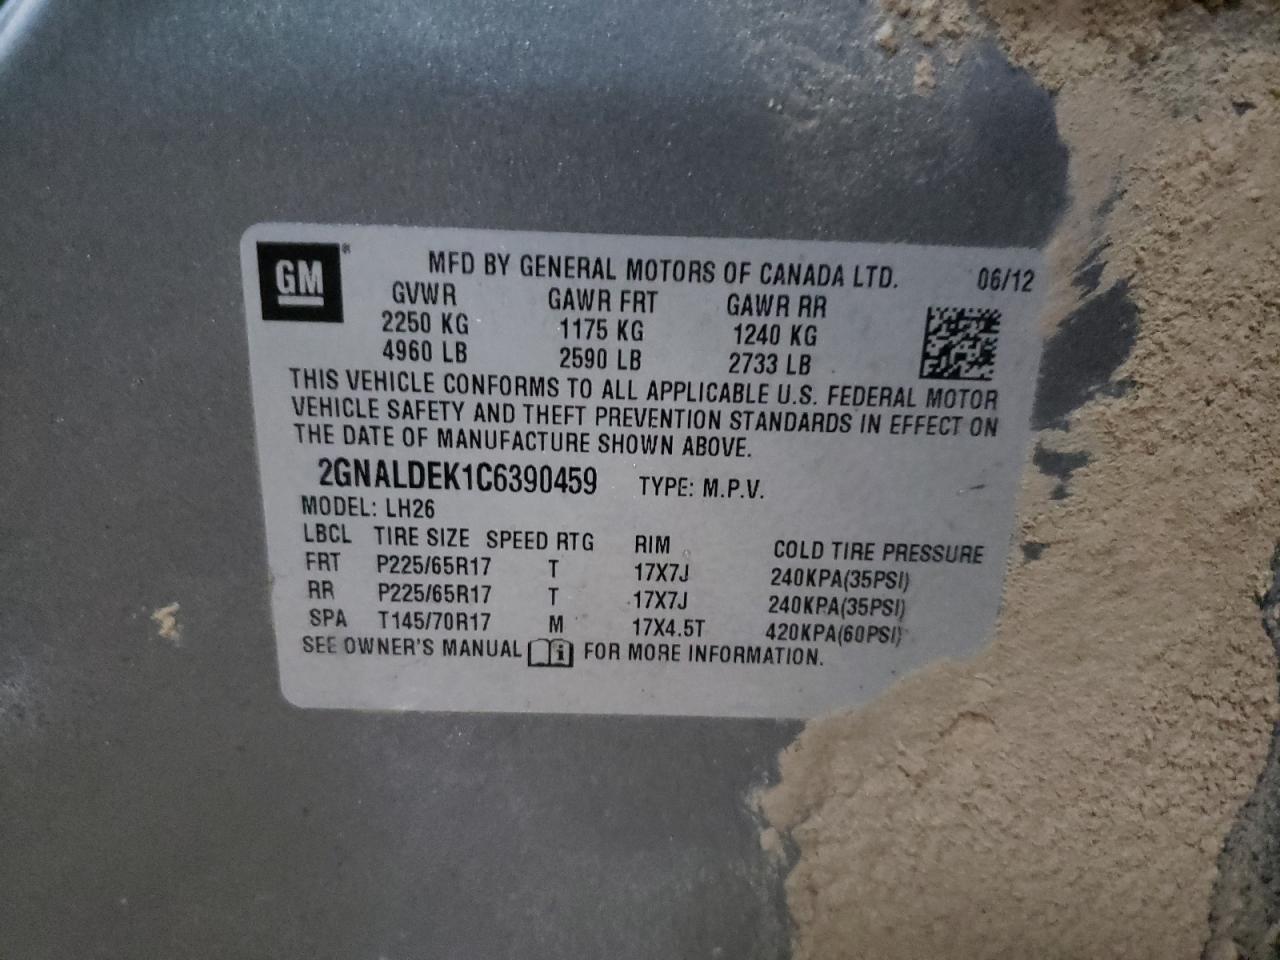 GM ®
MFD BY GENERAL MOTORS OF CANADA LTD. 06/12
GVWR GAWR FRT GAWR RR
2250 KG 1175 KG 1240 KG
4960 LB 2590 LB 2733 LB
THIS VEHICLE CONFORMS TO ALL APPLICABLE U.S. FEDERAL MOTOR
VEHICLE SAFETY AND THEFT PREVENTION STANDARDS IN EFFECT ON
THE DATE OF MANUFACTURE SHOWN ABOVE.
2GNALDEK1C6390459 TYPE: M.P.V.
MODEL: LH26
LBCL TIRE SIZE SPEED RTG RIM COLD TIRE PRESSURE
FRT P225/65R17 T 17X7J 240KPA(35PSI)
RR P225/65R17 T 17X7J 240KPA(35PSI)
SPA T145/70R17 M 17X4.5T 420KPA(60PSI)
SEE OWNER'S MANUAL i FOR MORE INFORMATION.